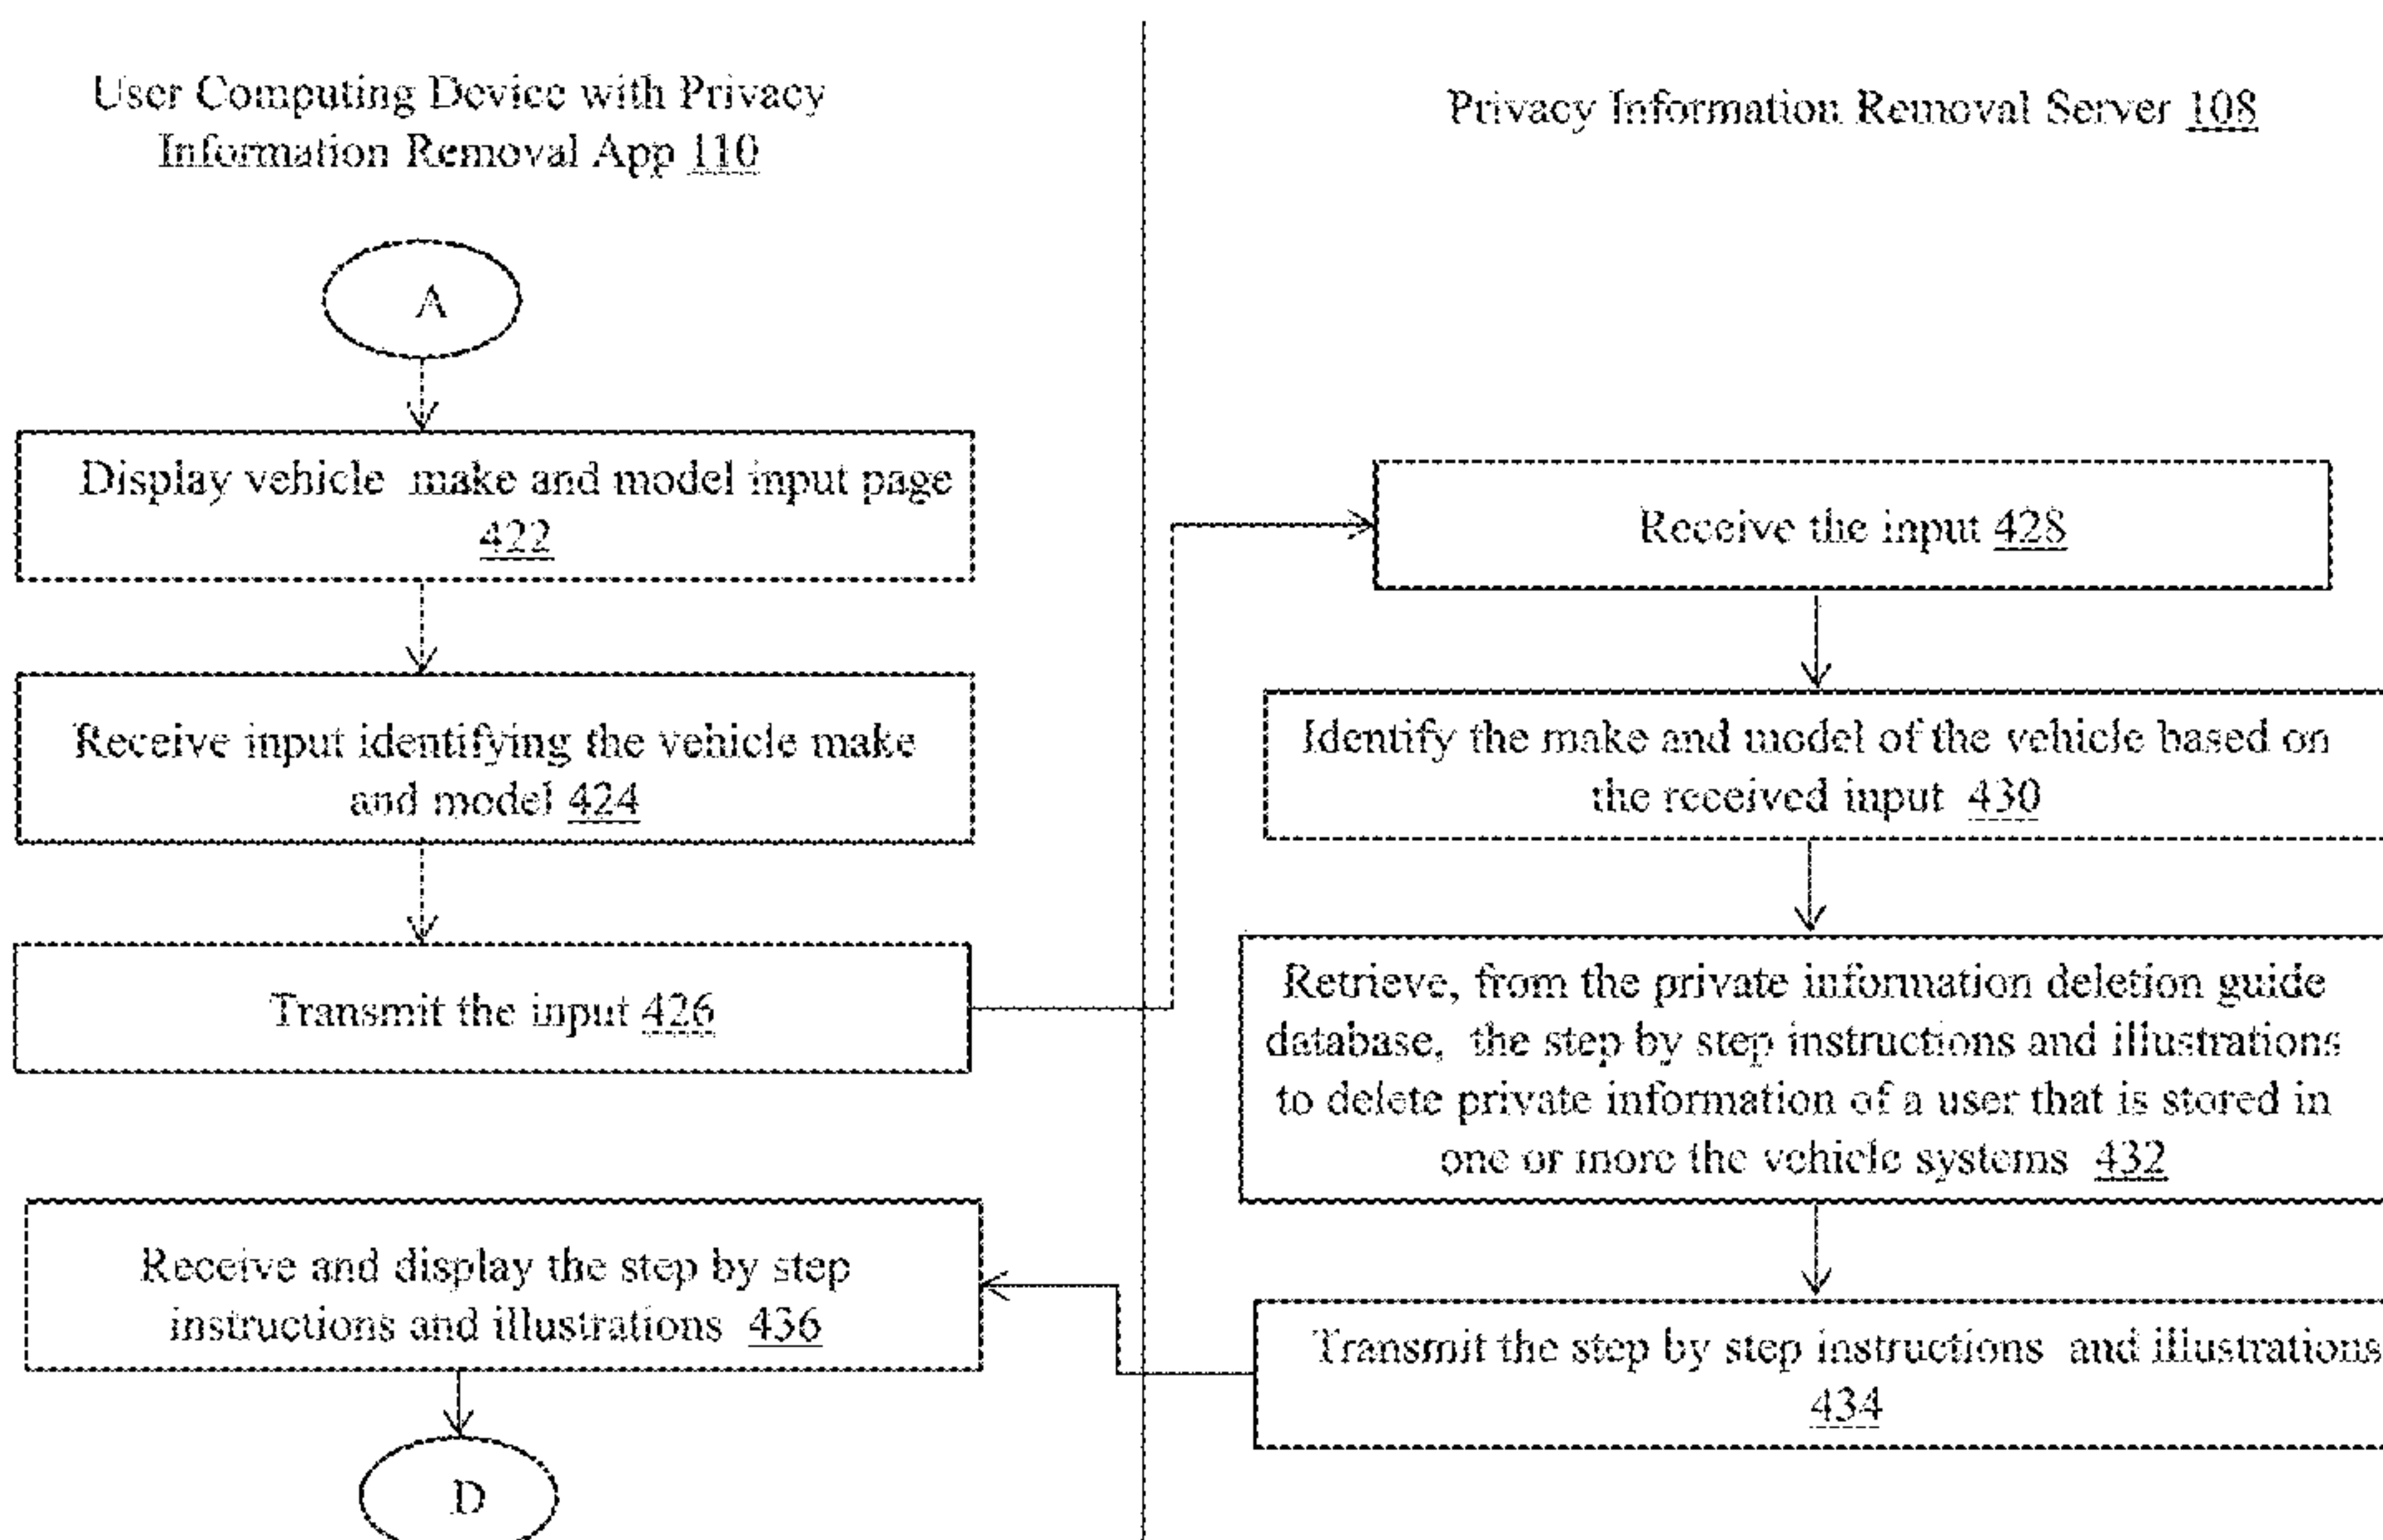 User Computing Device with Privacy
Information Removal App 110
A
Display vehicle make and model input page
422
Receive input identifying the vehicle make
and model 424
Transmit the input 426
Receive and display the step by step
instructions and illustrations 436
D
Privacy Information Removal Server 108
Receive the input 428
Identify the make and model of the vehicle based on
the received input 430
Retrieve, from the private information deletion guide
database, the step by step instructions and illustrations
to delete private information of a user that is stored in
one or more the vehicle systems 432
Transmit the step by step instructions and illustrations
434